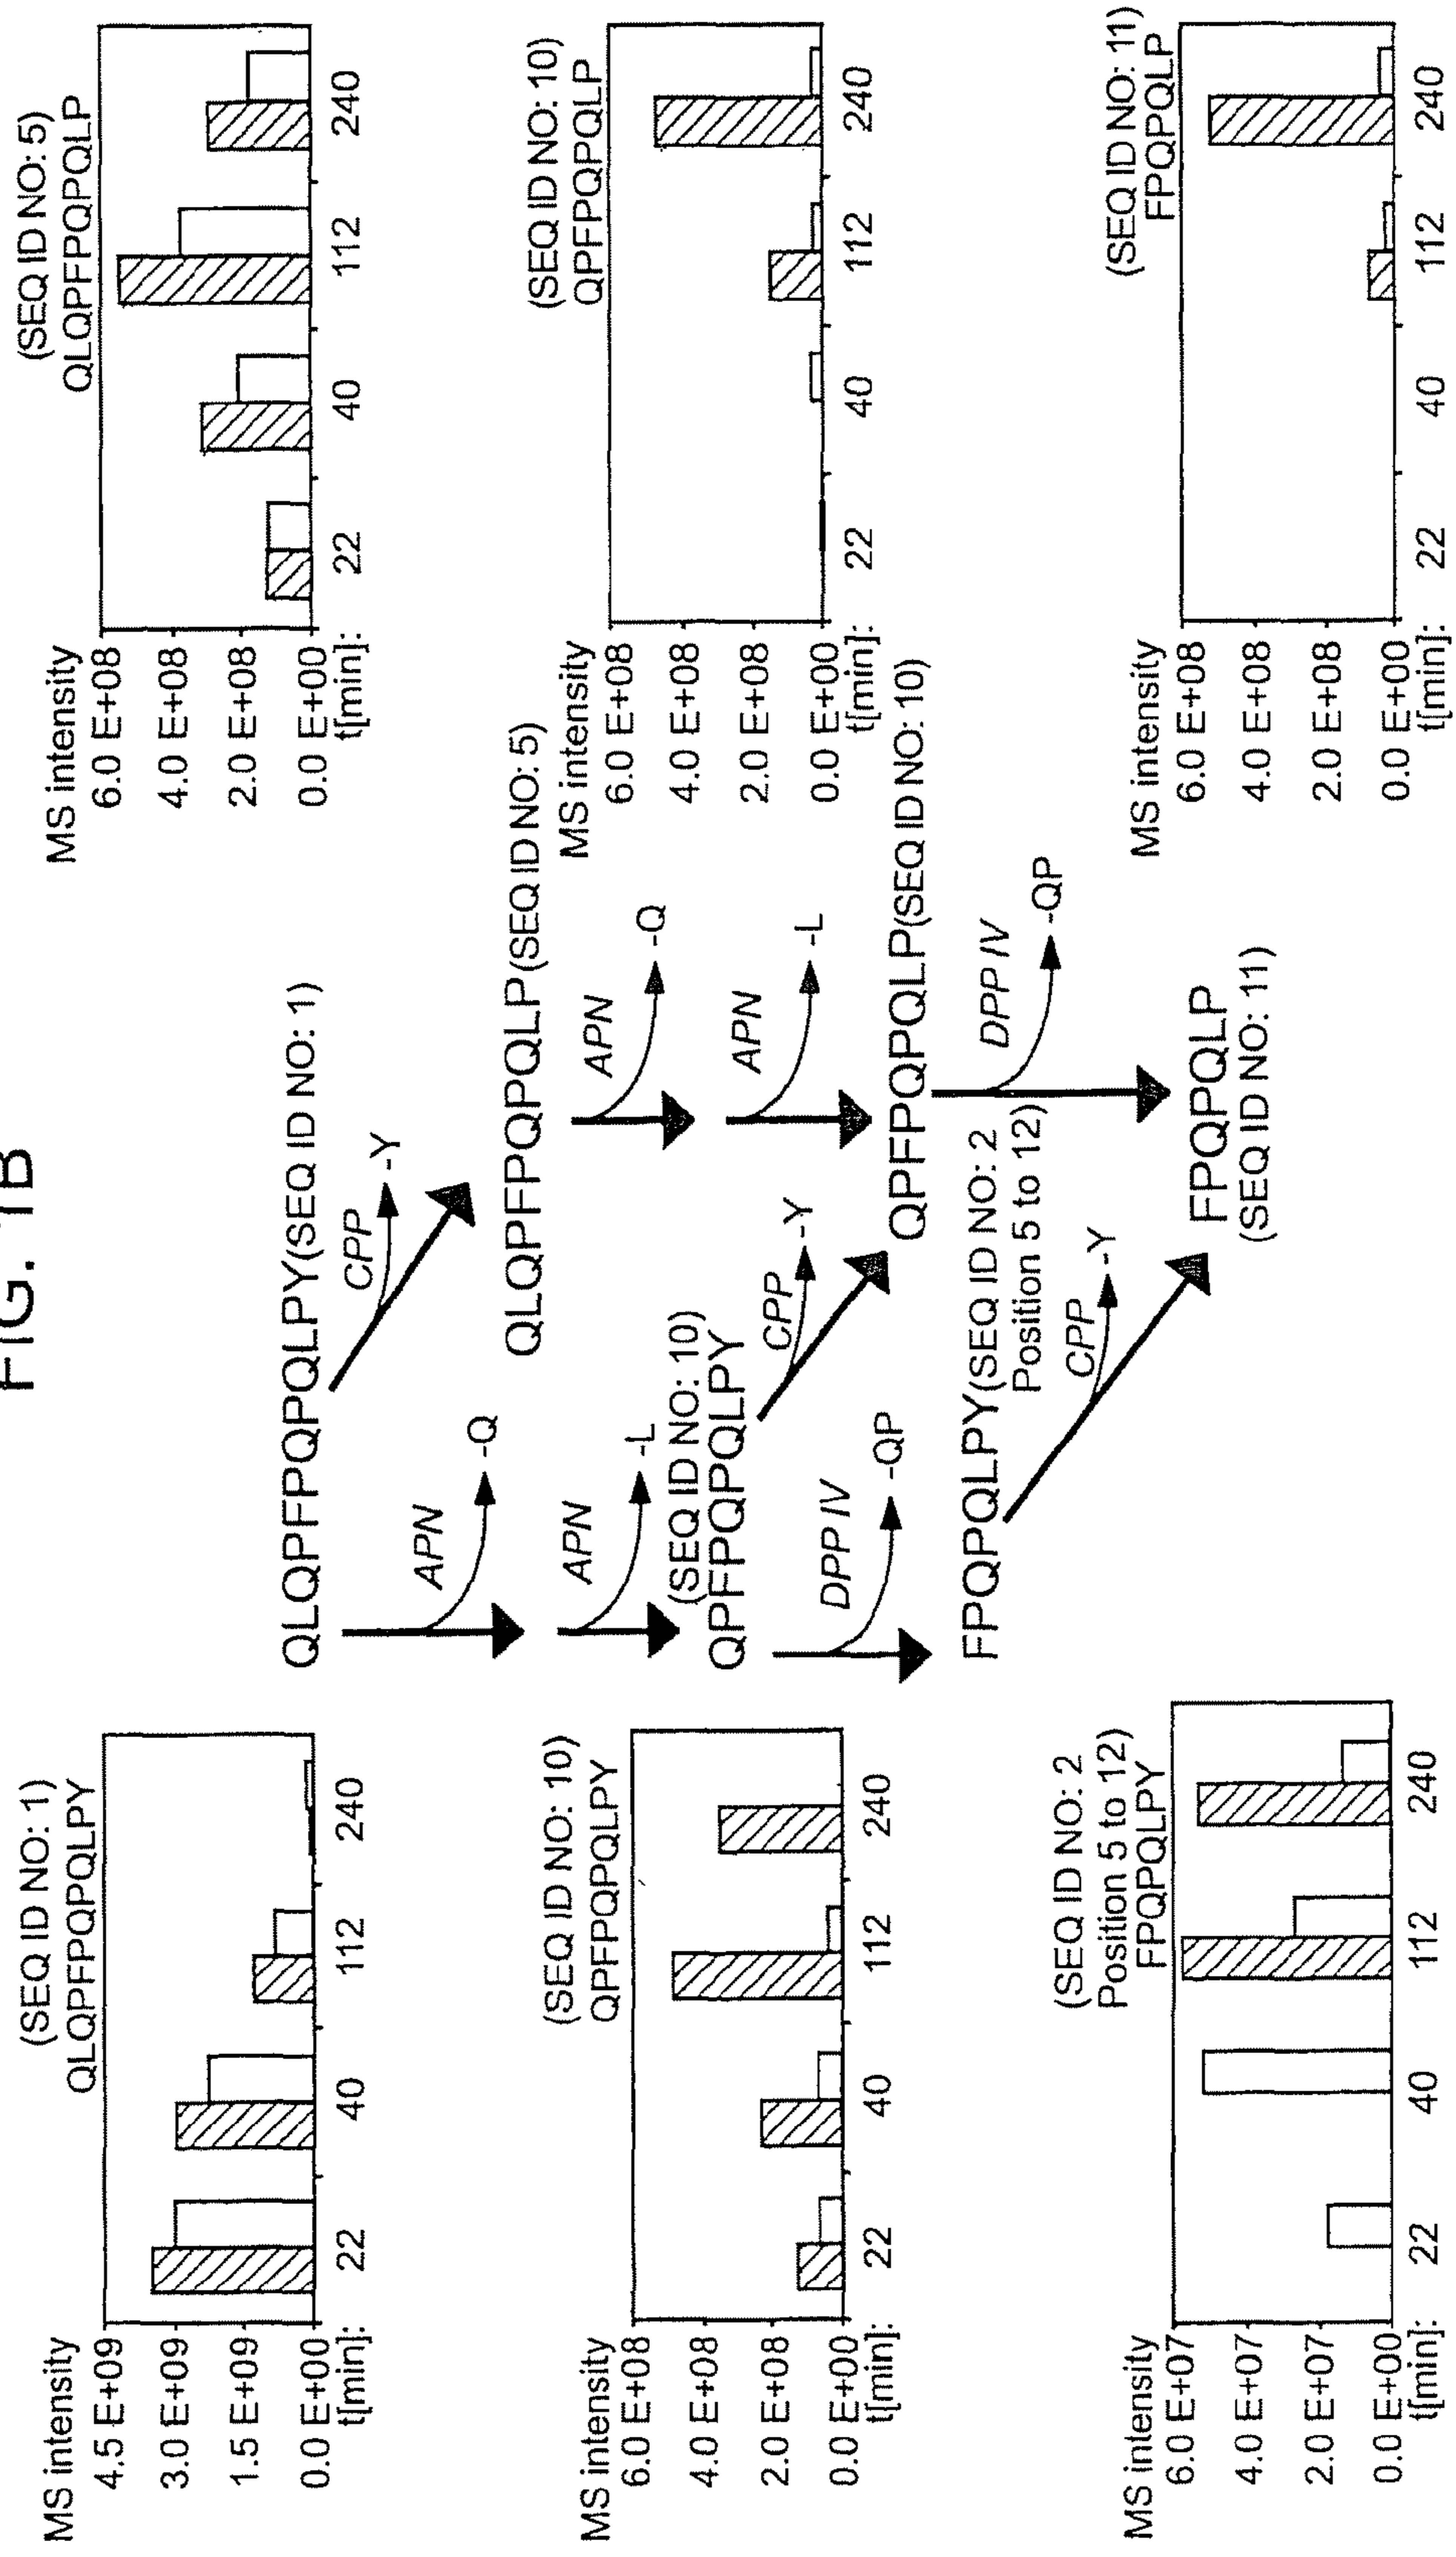 FIG. 1B
(SEQ ID NO: 1)
QLQPFPQPQLPY
MS intensity
4.5 E+09
3.0 E+09
1.5 E+09
0.0 E+00
t[min]:
22
40
112
240
(SEQ ID NO: 10)
QPFPQPQLPY
MS intensity
6.0 E+08
4.0 E+08
2.0 E+08
0.0 E+00
t[min]:
22
40
112
240
(SEQ ID NO: 2
Position 5 to 12)
FPQPQLPY
MS intensity
6.0 E+07
4.0 E+07
2.0 E+07
0.0 E+00
t[min]:
22
40
112
240
QLQPFPQPQLPY(SEQ ID NO: 1)
APN
-Q
CPP
-Y
QLQPFPQPQLP(SEQ ID NO: 5)
APN
-L
APN
-Q
(SEQ ID NO: 10)
QPFPQPQLPY
CPP
-Y
APN
-L
DPP IV
-QP
QPFPQPQLP(SEQ ID NO: 10)
FPQPQLPY(SEQ ID NO: 2
Position 5 to 12)
CPP
-Y
DPP IV
-QP
FPQPQLP
(SEQ ID NO: 11)
(SEQ ID NO: 5)
QLQPFPQPQLP
MS intensity
6.0 E+08
4.0 E+08
2.0 E+08
0.0 E+00
t[min]:
22
40
112
240
(SEQ ID NO: 10)
QPFPQPQLP
MS intensity
6.0 E+08
4.0 E+08
2.0 E+08
0.0 E+00
t[min]:
22
40
112
240
(SEQ ID NO: 11)
FPQPQLP
MS intensity
6.0 E+08
4.0 E+08
2.0 E+08
0.0 E+00
t[min]:
22
40
112
240